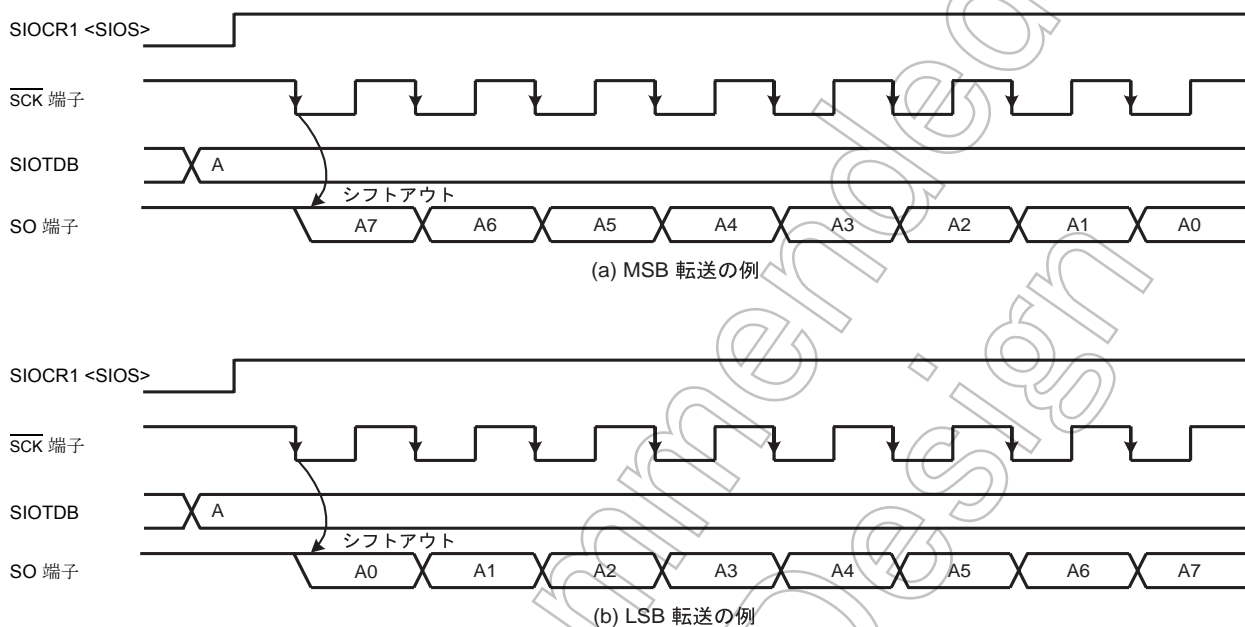 SIOCR1 <SIOS>
SCK 端子
SIOTDB A
シフトアウト
SO 端子 A7 A6 A5 A4 A3 A2 A1 A0
(a) MSB 転送の例
SIOCR1 <SIOS>
SCK 端子
SIOTDB A
シフトアウト
SO 端子 A0 A1 A2 A3 A4 A5 A6 A7
(b) LSB 転送の例